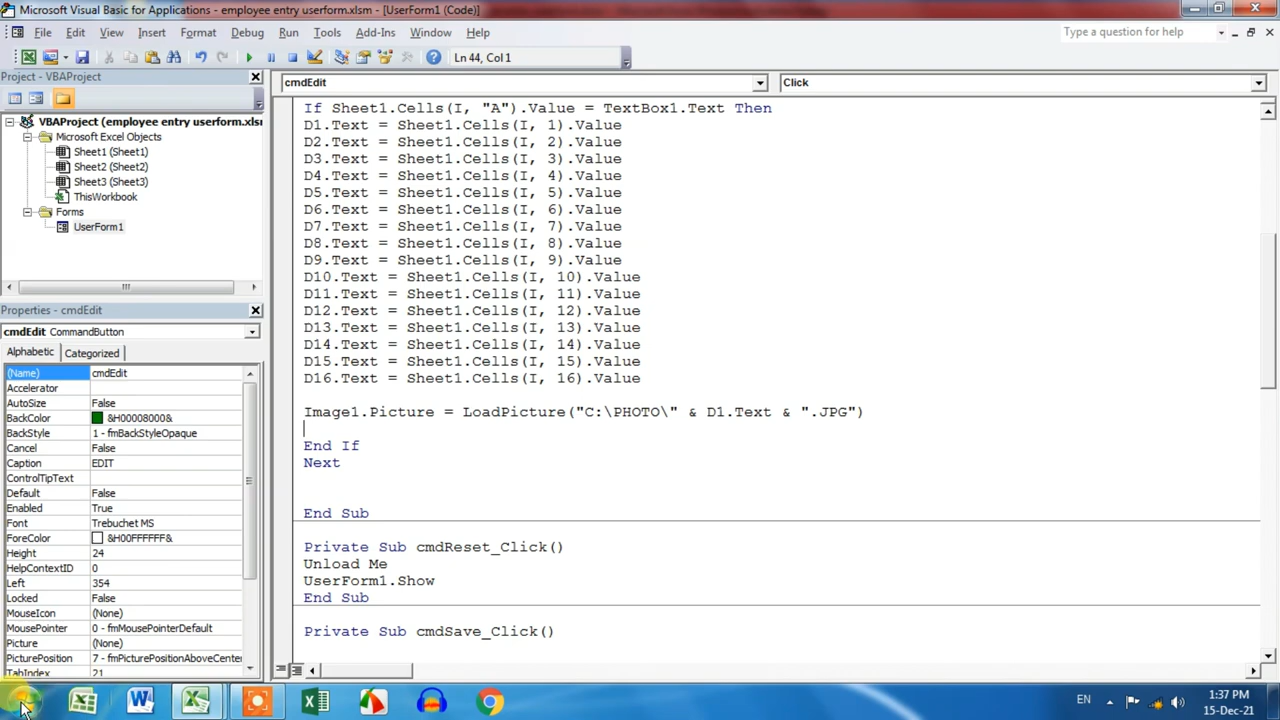 Microsoft Visual Basic for Applications - employee entry userform.xlsm - [UserForm1 (Code)]
File Edit View Insert Format Debug Run Tools Add-Ins Window Help
Type a question for help
Ln 44, Col 1
Project - VBAProject
cmdEdit
Click
VBAProject (employee entry userform.xlsm
Microsoft Excel Objects
Sheet1 (Sheet1)
Sheet2 (Sheet2)
Sheet3 (Sheet3)
ThisWorkbook
Forms
UserForm1
Properties - cmdEdit
cmdEdit CommandButton
Alphabetic Categorized
(Name) cmdEdit
Accelerator
AutoSize False
BackColor &H00008000&
BackStyle 1 - fmBackStyleOpaque
Cancel False
Caption EDIT
ControlTipText
Default False
Enabled True
Font Trebuchet MS
ForeColor &H00FFFFFF&
Height 24
HelpContextID 0
Left 354
Locked False
MouseIcon (None)
MousePointer 0 - fmMousePointerDefault
Picture (None)
PicturePosition 7 - fmPicturePositionAboveCenter
TabIndex 21
If Sheet1.Cells(I, "A").Value = TextBox1.Text Then
D1.Text = Sheet1.Cells(I, 1).Value
D2.Text = Sheet1.Cells(I, 2).Value
D3.Text = Sheet1.Cells(I, 3).Value
D4.Text = Sheet1.Cells(I, 4).Value
D5.Text = Sheet1.Cells(I, 5).Value
D6.Text = Sheet1.Cells(I, 6).Value
D7.Text = Sheet1.Cells(I, 7).Value
D8.Text = Sheet1.Cells(I, 8).Value
D9.Text = Sheet1.Cells(I, 9).Value
D10.Text = Sheet1.Cells(I, 10).Value
D11.Text = Sheet1.Cells(I, 11).Value
D12.Text = Sheet1.Cells(I, 12).Value
D13.Text = Sheet1.Cells(I, 13).Value
D14.Text = Sheet1.Cells(I, 14).Value
D15.Text = Sheet1.Cells(I, 15).Value
D16.Text = Sheet1.Cells(I, 16).Value
Image1.Picture = LoadPicture("C:\PHOTO\" & D1.Text & ".JPG")
End If
Next
End Sub
Private Sub cmdReset_Click()
Unload Me
UserForm1.Show
End Sub
Private Sub cmdSave_Click()
EN
1:37 PM
15-Dec-21